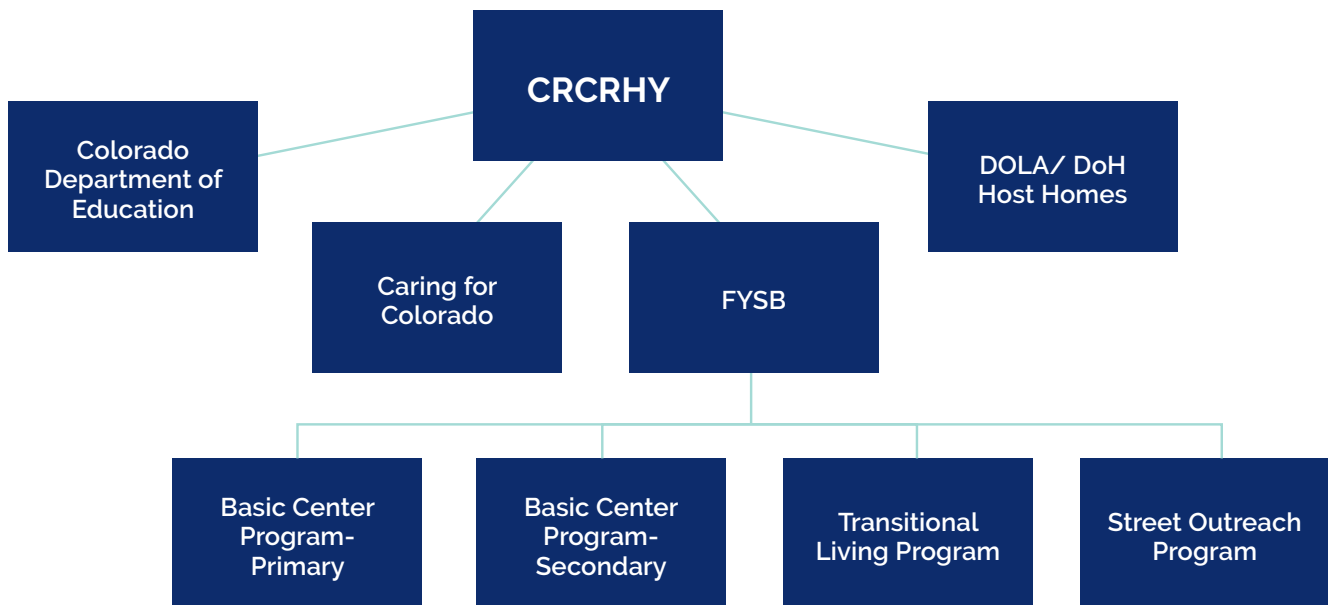 CRCRHY
Colorado
Department of
Education
DOLA/ DoH
Host Homes
Caring for
Colorado
FYSB
Basic Center
Program-
Primary
Basic Center
Program-
Secondary
Transitional
Living Program
Street Outreach
Program